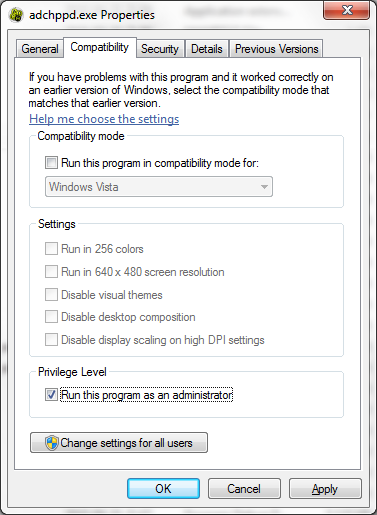 adchppd.exe Properties
General Compatibility Security Details Previous Versions
If you have problems with this program and it worked correctly on
an earlier version of Windows, select the compatibility mode that
matches that earlier version.
Help me choose the settings
Compatibility mode
Run this program in compatibility mode for:
Windows Vista
Settings
Run in 256 colors
Run in 640 x 480 screen resolution
Disable visual themes
Disable desktop composition
Disable display scaling on high DPI settings
Privilege Level
Run this program as an administrator
Change settings for all users
OK Cancel Apply